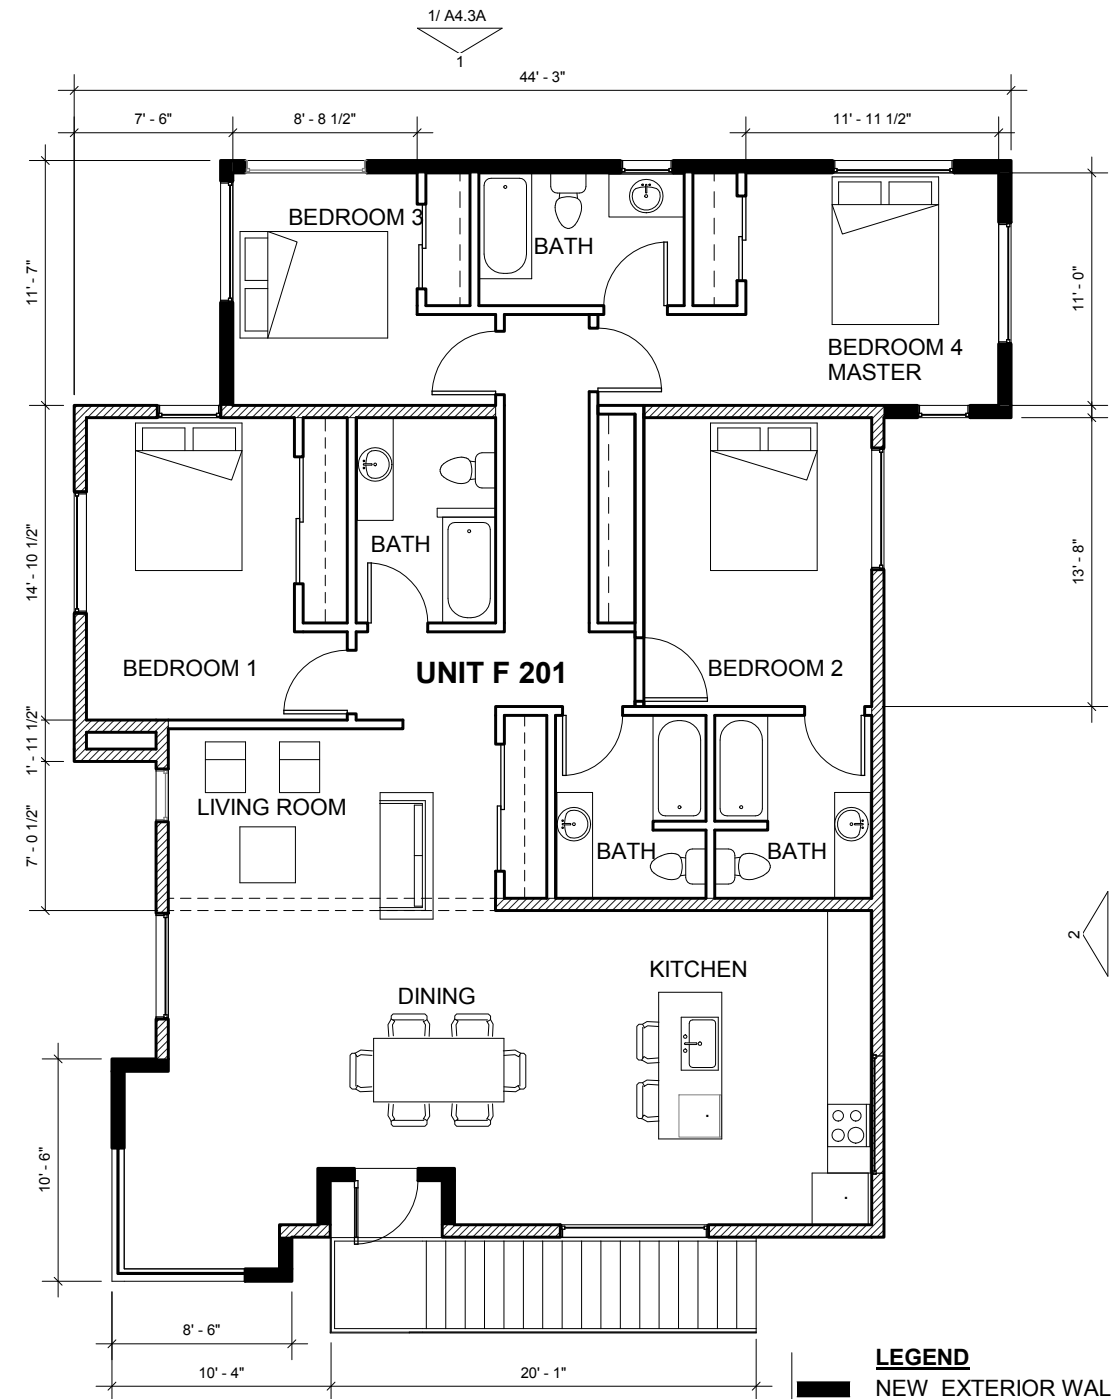 1/ A4.3A
1
44' - 3"
7' - 6"
8' - 8 1/2"
11' - 11 1/2"
11' - 7"
BEDROOM 3
BATH
11' - 0"
BEDROOM 4
MASTER
14' - 10 1/2"
BATH
13' - 8"
BEDROOM 1
UNIT F 201
BEDROOM 2
1' - 11 1/2"
LIVING ROOM
7' - 0 1/2"
BATH
BATH
2
KITCHEN
DINING
10' - 6"
8' - 6"
10' - 4"
20' - 1"
LEGEND
NEW EXTERIOR WAL